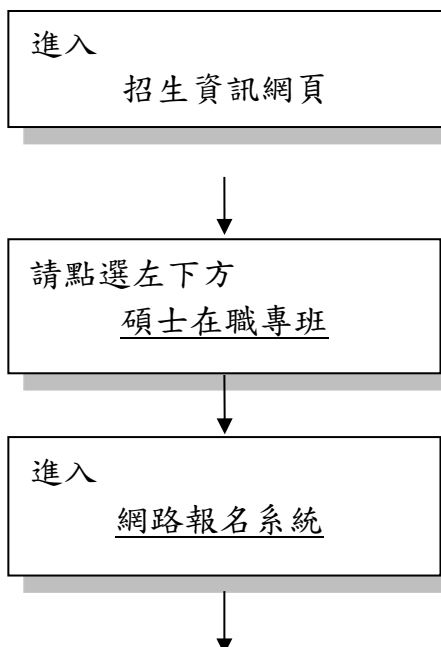 進入
招生資訊網頁
請點選左下方
碩士在職專班
進入
網路報名系統